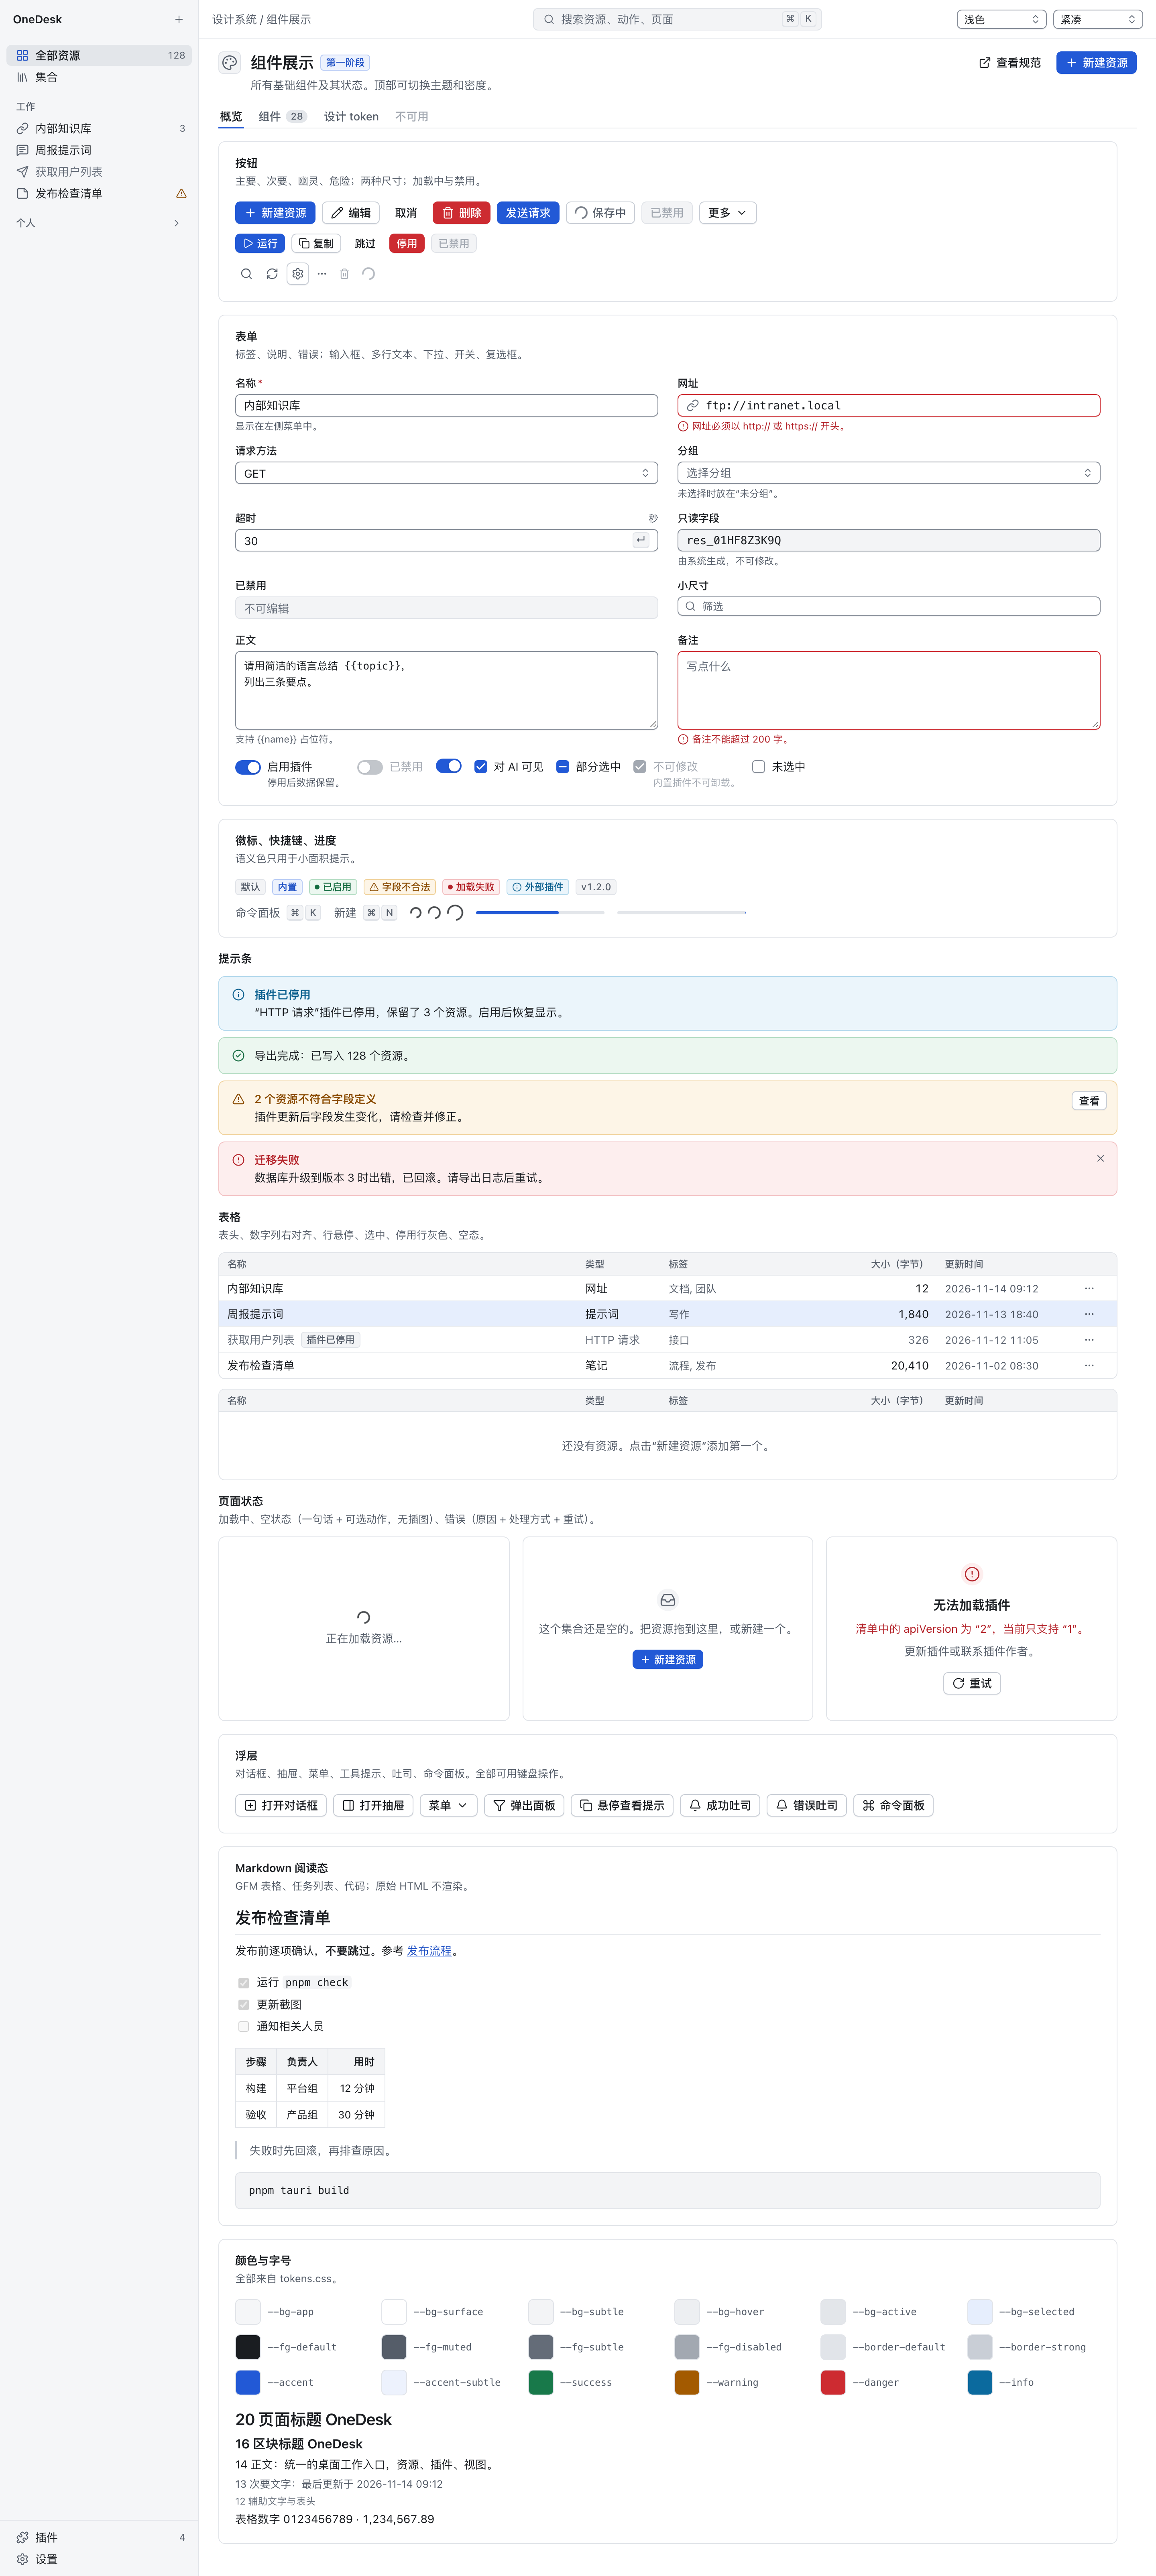 OneDesk
全部资源 128
集合
工作
内部知识库 3
周报提示词
获取用户列表
发布检查清单
个人
插件 4
设置
设计系统 / 组件展示
搜索资源、动作、页面 ⌘ K
浅色
紧凑
组件展示 第一阶段
所有基础组件及其状态。顶部可切换主题和密度。
查看规范
新建资源
概览 组件 28 设计 token 不可用
按钮
主要、次要、幽灵、危险；两种尺寸；加载中与禁用。
新建资源 编辑 取消 删除 发送请求 保存中 已禁用 更多
运行 复制 跳过 停用 已禁用
表单
标签、说明、错误；输入框、多行文本、下拉、开关、复选框。
名称*
内部知识库
显示在左侧菜单中。
网址
ftp://intranet.local
网址必须以 http:// 或 https:// 开头。
请求方法
GET
分组
选择分组
未选择时放在“未分组”。
超时 秒
30
只读字段
res_01HF8Z3K9Q
由系统生成，不可修改。
已禁用
不可编辑
小尺寸
筛选
正文
请用简洁的语言总结 {{topic}}，
列出三条要点。
支持 {{name}} 占位符。
备注
写点什么
备注不能超过 200 字。
启用插件
停用后数据保留。
已禁用
对 AI 可见
部分选中
不可修改
内置插件不可卸载。
未选中
徽标、快捷键、进度
语义色只用于小面积提示。
默认 内置 已启用 字段不合法 加载失败 外部插件 v1.2.0
命令面板 ⌘ K 新建 ⌘ N
提示条
插件已停用
“HTTP 请求”插件已停用，保留了 3 个资源。启用后恢复显示。
导出完成：已写入 128 个资源。
2 个资源不符合字段定义
插件更新后字段发生变化，请检查并修正。
查看
迁移失败
数据库升级到版本 3 时出错，已回滚。请导出日志后重试。
表格
表头、数字列右对齐、行悬停、选中、停用行灰色、空态。
名称 类型 标签 大小（字节） 更新时间
内部知识库 网址 文档, 团队 12 2026-11-14 09:12
周报提示词 提示词 写作 1,840 2026-11-13 18:40
获取用户列表 插件已停用 HTTP 请求 接口 326 2026-11-12 11:05
发布检查清单 笔记 流程, 发布 20,410 2026-11-02 08:30
名称 类型 标签 大小（字节） 更新时间
还没有资源。点击“新建资源”添加第一个。
页面状态
加载中、空状态（一句话 + 可选动作，无插图）、错误（原因 + 处理方式 + 重试）。
正在加载资源…
这个集合还是空的。把资源拖到这里，或新建一个。
新建资源
无法加载插件
清单中的 apiVersion 为 “2”，当前只支持 “1”。
更新插件或联系插件作者。
重试
浮层
对话框、抽屉、菜单、工具提示、吐司、命令面板。全部可用键盘操作。
打开对话框 打开抽屉 菜单 弹出面板 悬停查看提示 成功吐司 错误吐司 ⌘ 命令面板
Markdown 阅读态
GFM 表格、任务列表、代码；原始 HTML 不渲染。
发布检查清单
发布前逐项确认，不要跳过。参考 发布流程。
运行 pnpm check
更新截图
通知相关人员
步骤 负责人 用时
构建 平台组 12 分钟
验收 产品组 30 分钟
失败时先回滚，再排查原因。
pnpm tauri build
颜色与字号
全部来自 tokens.css。
--bg-app --bg-surface --bg-subtle --bg-hover --bg-active --bg-selected
--fg-default --fg-muted --fg-subtle --fg-disabled --border-default --border-strong
--accent --accent-subtle --success --warning --danger --info
20 页面标题 OneDesk
16 区块标题 OneDesk
14 正文：统一的桌面工作入口，资源、插件、视图。
13 次要文字：最后更新于 2026-11-14 09:12
12 辅助文字与表头
表格数字 0123456789 · 1,234,567.89